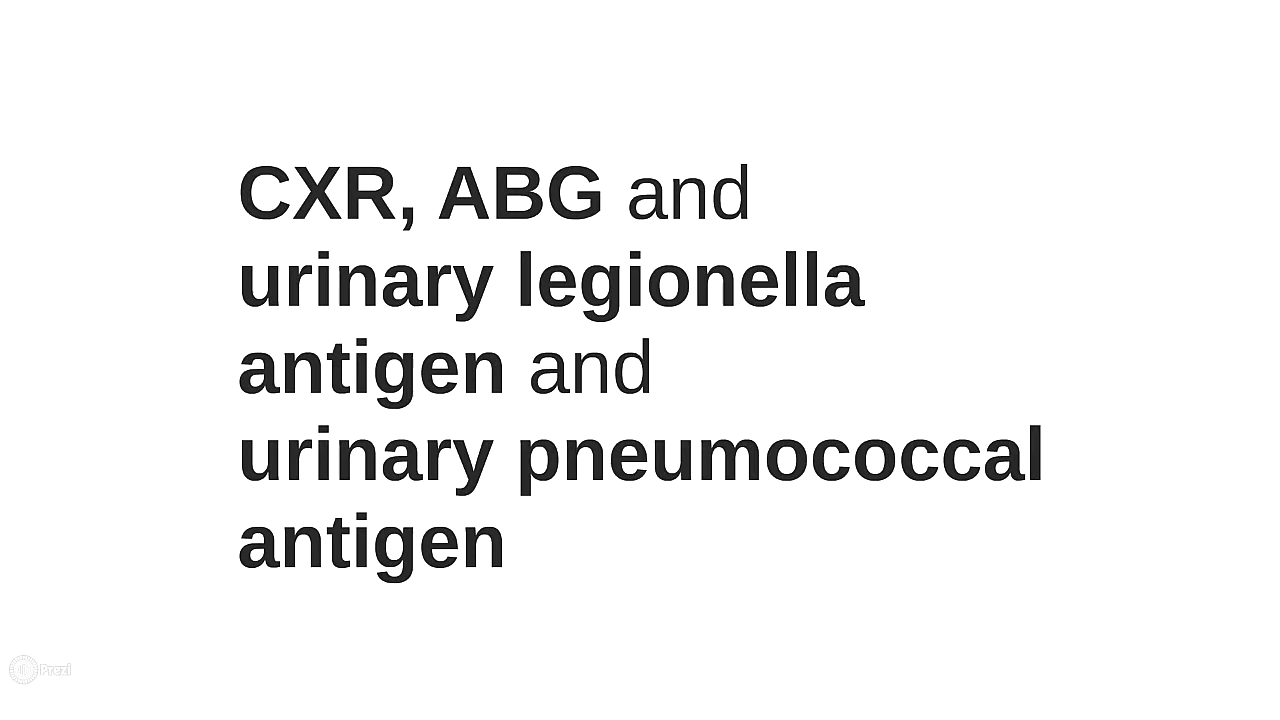 CXR, ABG and
urinary legionella
antigen and
urinary pneumococcal
antigen
Prezi